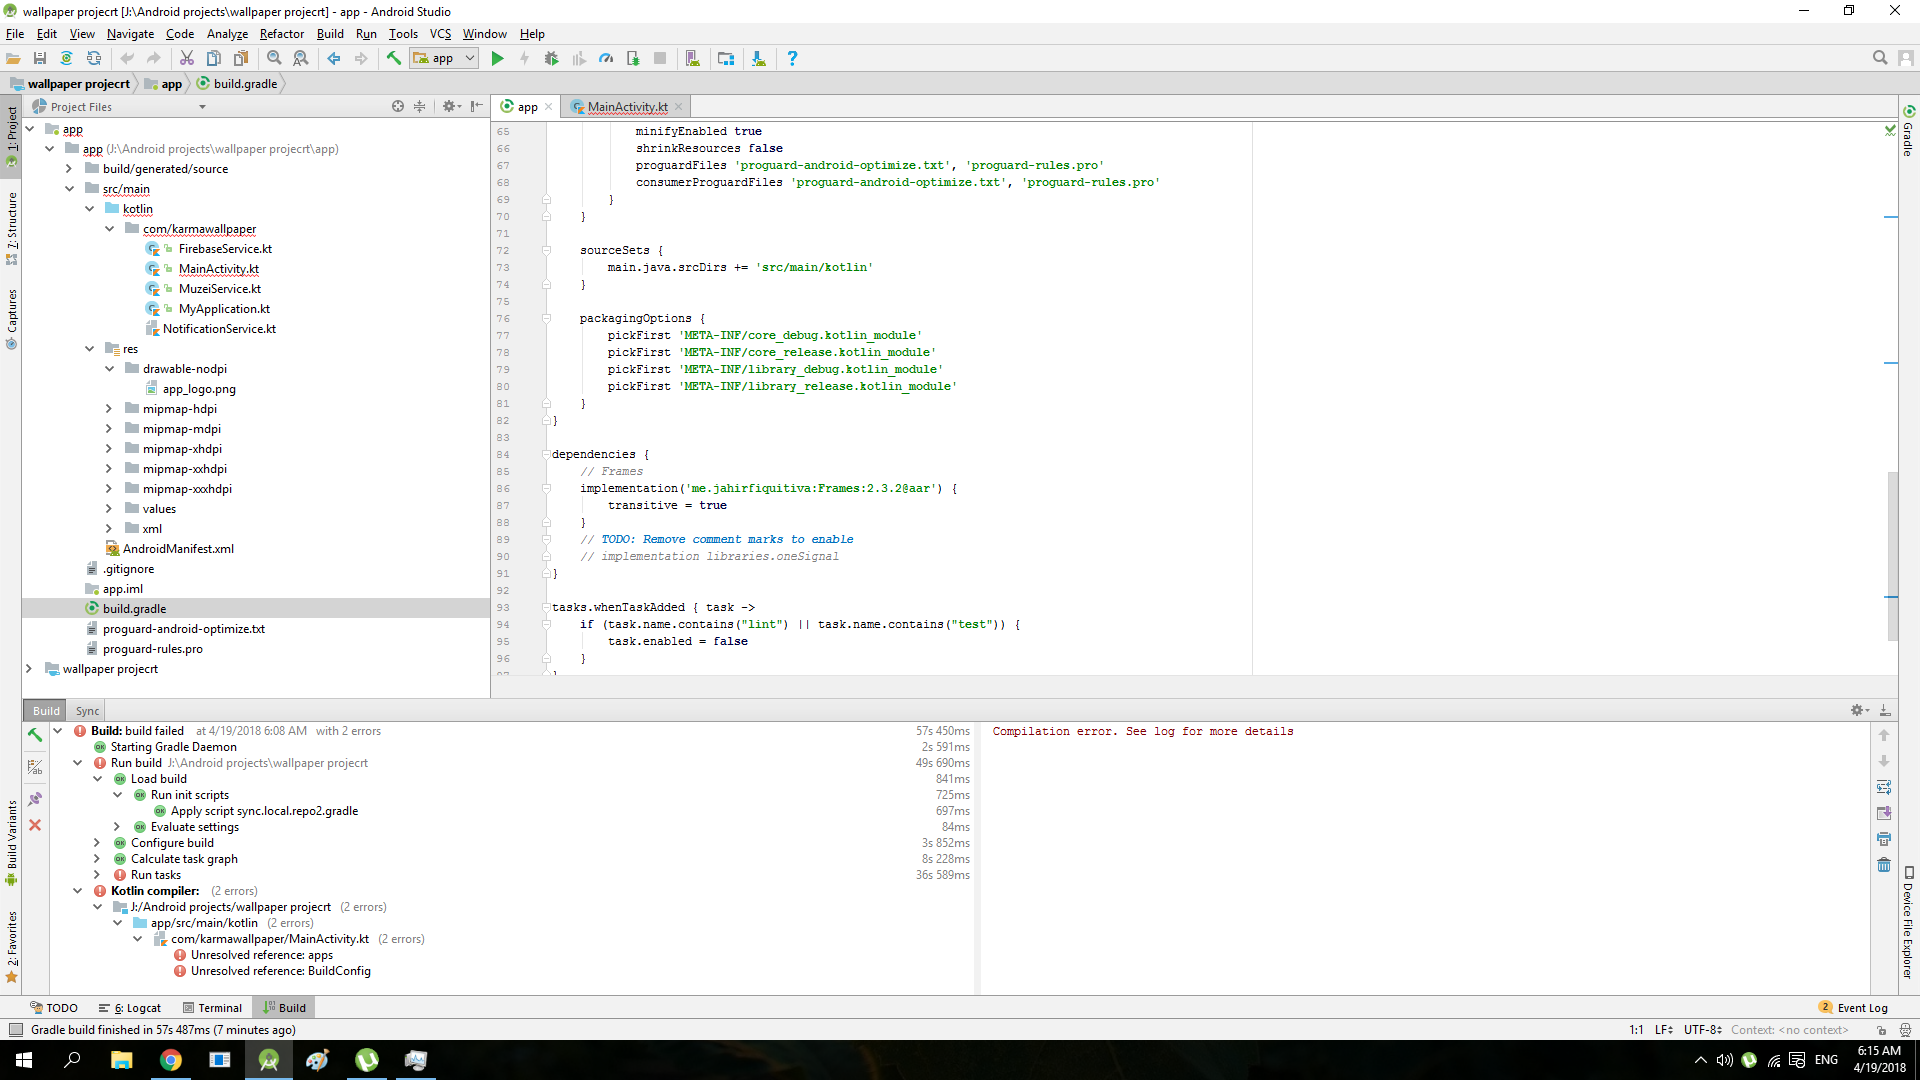 wallpaper projecrt [J:\Android projects\wallpaper projecrt] - app - Android Studio
File Edit View Navigate Code Analyze Refactor Build Run Tools VCS Window Help
app
wallpaper projecrt app build.gradle
Project Files
app MainActivity.kt
1: Project
7: Structure
Captures
Build Variants
2: Favorites
Gradle
Device File Explorer
app
app (J:\Android projects\wallpaper projecrt\app)
build/generated/source
src/main
kotlin
com/karmawallpaper
FirebaseService.kt
MainActivity.kt
MuzeiService.kt
MyApplication.kt
NotificationService.kt
res
drawable-nodpi
app_logo.png
mipmap-hdpi
mipmap-mdpi
mipmap-xhdpi
mipmap-xxhdpi
mipmap-xxxhdpi
values
xml
AndroidManifest.xml
.gitignore
app.iml
build.gradle
proguard-android-optimize.txt
proguard-rules.pro
wallpaper projecrt
65 minifyEnabled true
66 shrinkResources false
67 proguardFiles 'proguard-android-optimize.txt', 'proguard-rules.pro'
68 consumerProguardFiles 'proguard-android-optimize.txt', 'proguard-rules.pro'
69 }
70 }
71
72 sourceSets {
73 main.java.srcDirs += 'src/main/kotlin'
74 }
75
76 packagingOptions {
77 pickFirst 'META-INF/core_debug.kotlin_module'
78 pickFirst 'META-INF/core_release.kotlin_module'
79 pickFirst 'META-INF/library_debug.kotlin_module'
80 pickFirst 'META-INF/library_release.kotlin_module'
81 }
82 }
83
84 dependencies {
85 // Frames
86 implementation('me.jahirfiquitiva:Frames:2.3.2@aar') {
87 transitive = true
88 }
89 // TODO: Remove comment marks to enable
90 // implementation libraries.oneSignal
91 }
92
93 tasks.whenTaskAdded { task ->
94 if (task.name.contains("lint") || task.name.contains("test")) {
95 task.enabled = false
96 }
Build Sync
Build: build failed at 4/19/2018 6:08 AM with 2 errors 57s 450ms
Starting Gradle Daemon 2s 591ms
Run build J:\Android projects\wallpaper projecrt 49s 690ms
Load build 841ms
Run init scripts 725ms
Apply script sync.local.repo2.gradle 697ms
Evaluate settings 84ms
Configure build 3s 852ms
Calculate task graph 8s 228ms
Run tasks 36s 589ms
Kotlin compiler: (2 errors)
J:/Android projects/wallpaper projecrt (2 errors)
app/src/main/kotlin (2 errors)
com/karmawallpaper/MainActivity.kt (2 errors)
Unresolved reference: apps
Unresolved reference: BuildConfig
Compilation error. See log for more details
TODO 6: Logcat Terminal Build 2 Event Log
Gradle build finished in 57s 487ms (7 minutes ago) 1:1 LF UTF-8 Context: <no context>
ENG 6:15 AM
4/19/2018